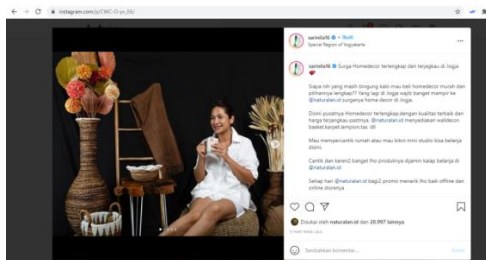 instagram.com/p/CWC-O-yv_E6/
sarirela16 • Ikuti
Special Region of Yogyakarta
sarirela16 Surga Homedecor terlengkap dan terjagkau di Jogja
Siapa nih yang masih bingung kalo mau beli homedecor murah dan
pilihannya lengkap?? Yang lagi di Jogja wajib banget mampir ke
@naturalan.id surganya home decor di Jogja.
Disini pusatnya Homedecor terlengkap,dengan kualitas terbaik dan
harga terjangkau pastinya. @naturalan.id menyediakan walldecor,
basket,karpet,lampion,tas, dll
Mau mempercantik rumah atau mau bikin mini studio bisa belanja
disini.
Cantik dan keren2 banget lho produknya dijamin kalap belanja di
@naturalan.id
Setiap hari @naturalan.id bagi2 promo menarik lho baik offline dan
online storenya
Disukai oleh naturalan.id dan 20.997 lainnya
Tambahkan komentar...